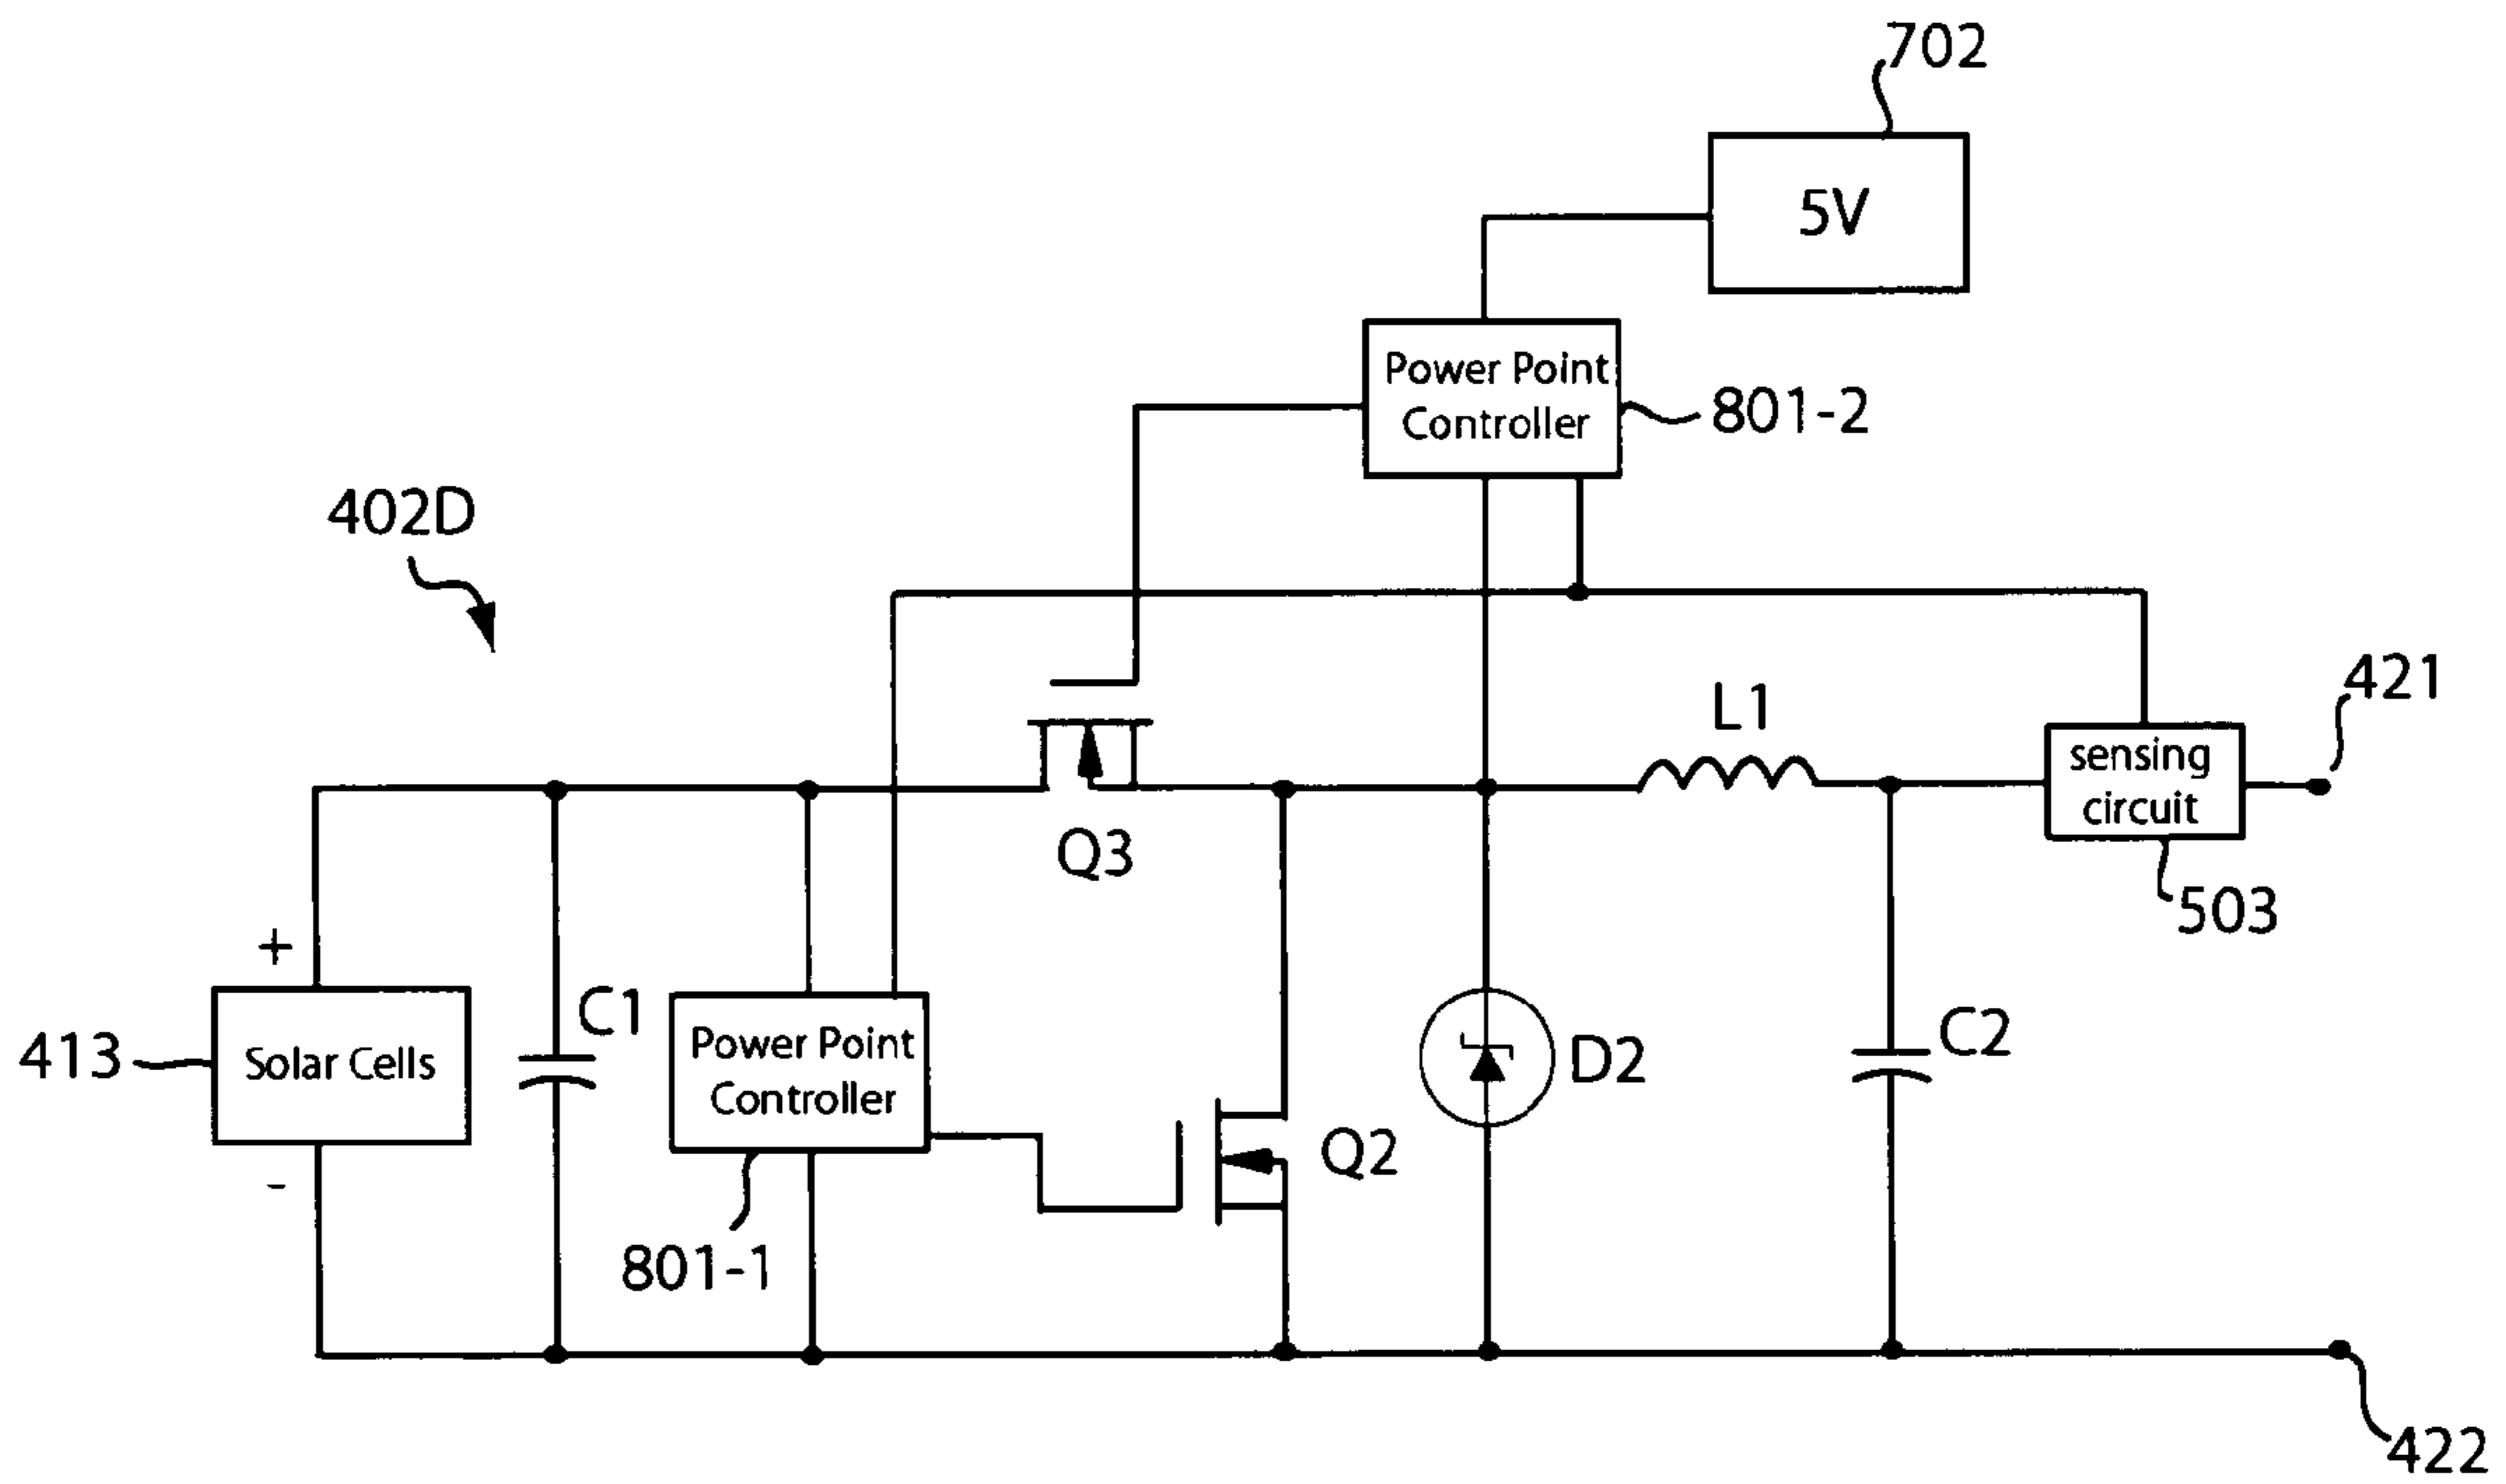 702
5V
Power Point
Controller
801-2
402D
421
L1
sensing
circuit
Q3
503
+
C1
Solar Cells
413
Power Point
Controller
D2
C2
Q2
-
801-1
422